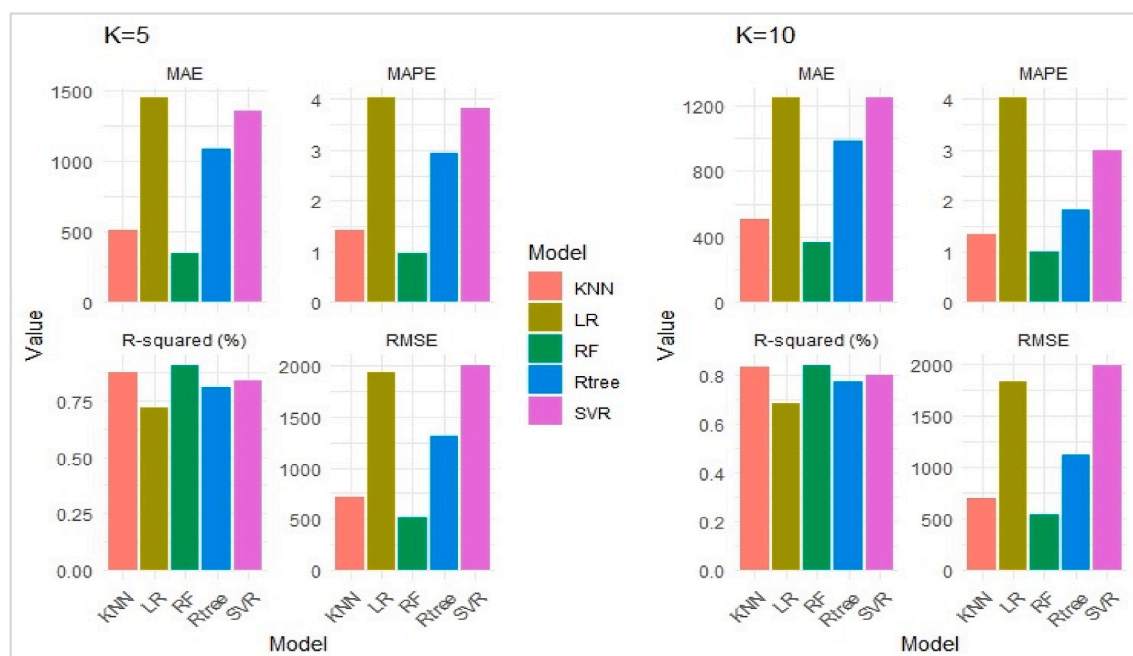 K=5
MAE
MAPE
1500
1000
500
0
4
3
2
1
0
R-squared (%)
RMSE
0.75
0.50
0.25
0.00
2000
1500
1000
500
0
KNN
LR
RF
Rtree
SVR
KNN
LR
RF
Rtree
SVR
Value
Model
Model
KNN
LR
RF
Rtree
SVR
K=10
MAE
MAPE
1200
800
400
0
4
3
2
1
0
R-squared (%)
RMSE
0.8
0.6
0.4
0.2
0.0
2000
1500
1000
500
0
KNN
LR
RF
Rtree
SVR
KNN
LR
RF
Rtree
SVR
Value
Model